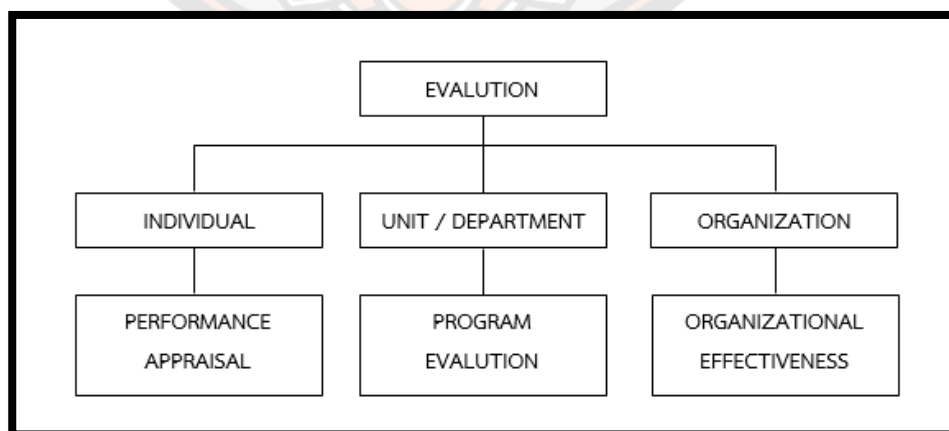 EVALUTION
INDIVIDUAL
UNIT / DEPARTMENT
ORGANIZATION
PERFORMANCE
APPRAISAL
PROGRAM
EVALUTION
ORGANIZATIONAL
EFFECTIVENESS